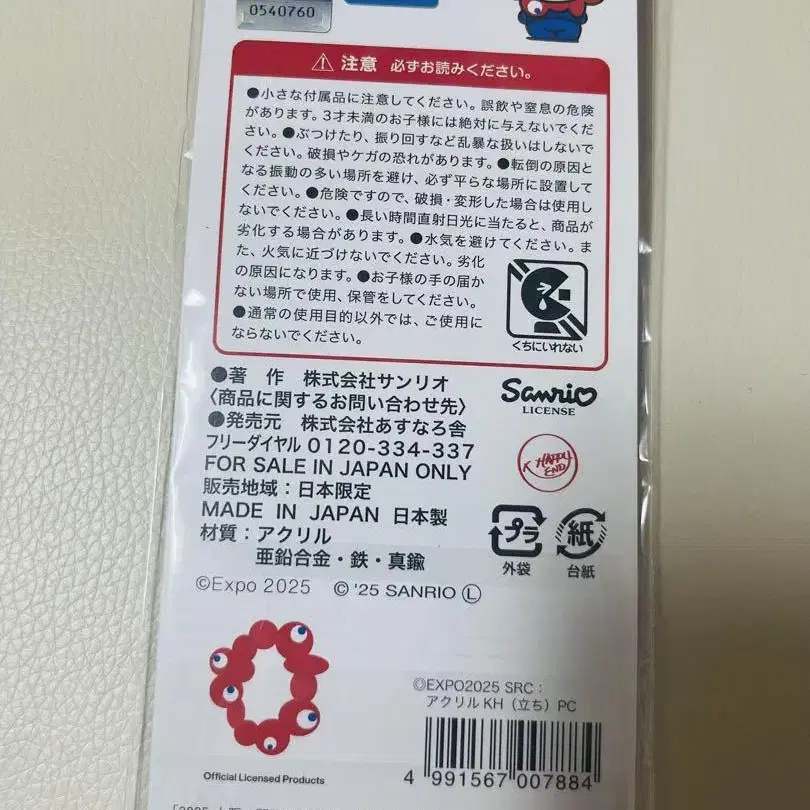 0540760
⚠ 注意 必ずお読みください。
●小さな付属品に注意してください。誤飲や窒息の危険
があります。3才未満のお子様には絶対に与えないでくだ
さい。●ぶつけたり、振り回すなど乱暴な扱いはしないで
ください。破損やケガの恐れがあります。●転倒の原因と
なる振動の多い場所を避け、必ず平らな場所に設置して
ください。●危険ですので、破損・変形した場合は使用し
ないでください。●長い時間直射日光に当たると、商品が
劣化する場合があります。●水気を避けてください。ま
た、火気に近づけないでください。劣化
の原因になります。●お子様の手の届か
ない場所で使用、保管をしてください。
●通常の使用目的以外では、ご使用に
ならないでください。
くちにいれない
●著 作 株式会社サンリオ
〈商品に関するお問い合わせ先〉
●発売元 株式会社あすなろ舎
フリーダイヤル 0120-334-337
FOR SALE IN JAPAN ONLY
販売地域：日本限定
MADE IN JAPAN 日本製
材質：アクリル
亜鉛合金・鉄・真鍮
Sanrio
LICENSE
K HAPPY
END
プラ
外袋
紙
台紙
©Expo 2025 © '25 SANRIO Ⓛ
©EXPO2025 SRC：
アクリルKH（立ち）PC
4 991567 007884
Official Licensed Products